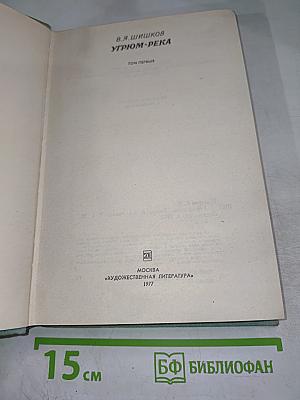 В.Я.ШИШКОВ
УГРЮМ-РЕКА
ТОМ ПЕРВЫЙ
МОСКВА
«ХУДОЖЕСТВЕННАЯ ЛИТЕРАТУРА»
1977
15 см
БФ БИБЛИОФАН